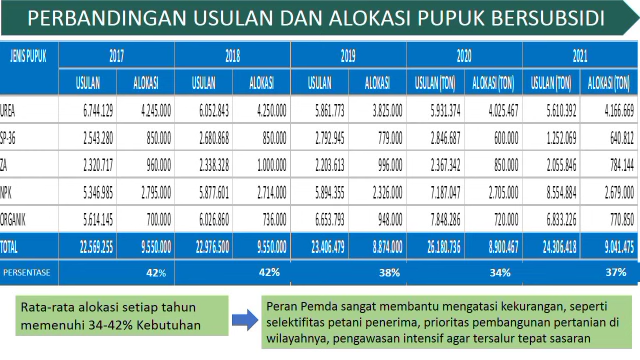 PERBANDINGAN USULAN DAN ALOKASI PUPUK BERSUBSIDI
JENIS PUPUK 2017 2018 2019 2020 2021
USULAN ALOKASI USULAN ALOKASI USULAN ALOKASI USULAN (TON) ALOKASI (TON) USULAN (TON) ALOKASI (TON)
UREA 6.744.129 4.245.000 6.052.843 4.250.000 5.861.773 3.825.000 5.931.374 4.025.467 5.610.392 4.166.669
SP-36 2.543.280 850.000 2.680.868 850.000 2.792.945 779.000 2.846.687 600.000 1.252.069 640.812
ZA 2.320.717 960.000 2.338.328 1.000.000 2.203.613 996.000 2.367.342 850.000 2.055.846 784.144
NPK 5.346.985 2.795.000 5.877.601 2.714.000 5.894.355 2.326.000 7.187.047 2.705.000 8.554.884 2.679.000
ORGANIK 5.614.145 700.000 6.026.860 736.000 6.653.793 948.000 7.848.286 720.000 6.833.226 770.850
TOTAL 22.569.255 9.550.000 22.976.500 9.550.000 23.406.479 8.874.000 26.180.736 8.900.467 24.306.418 9.041.475
PERSENTASE 42% 42% 38% 34% 37%
Rata-rata alokasi setiap tahun
memenuhi 34-42% Kebutuhan
Peran Pemda sangat membantu mengatasi kekurangan, seperti
selektifitas petani penerima, prioritas pembangunan pertanian di
wilayahnya, pengawasan intensif agar tersalur tepat sasaran